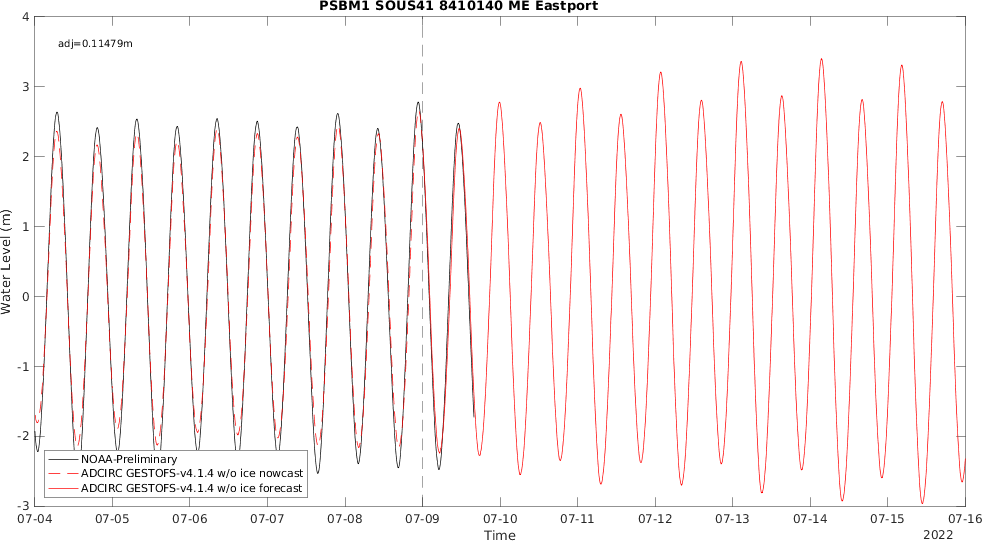 PSBM1 SOUS41 8410140 ME Eastport
adj=0.11479m
4
3
2
1
0
-1
-2
-3
Water Level (m)
NOAA-Preliminary
ADCIRC GESTOFS-v4.1.4 w/o ice nowcast
ADCIRC GESTOFS-v4.1.4 w/o ice forecast
07-04 07-05 07-06 07-07 07-08 07-09 07-10 07-11 07-12 07-13 07-14 07-15 07-16
Time
2022